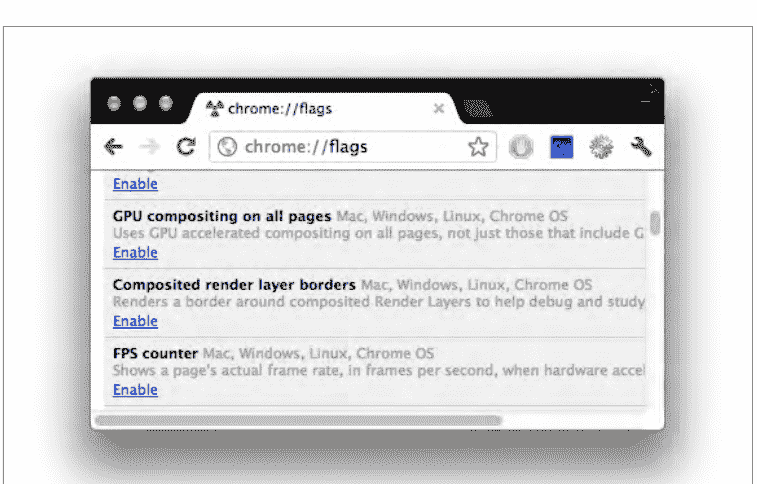 chrome://flags
chrome://flags
Enable
GPU compositing on all pages Mac, Windows, Linux, Chrome OS
Uses GPU accelerated compositing on all pages, not just those that include G
Enable
Composited render layer borders Mac, Windows, Linux, Chrome OS
Renders a border around composited Render Layers to help debug and study
Enable
FPS counter Mac, Windows, Linux, Chrome OS
Shows a page's actual frame rate, in frames per second, when hardware accel
Enable